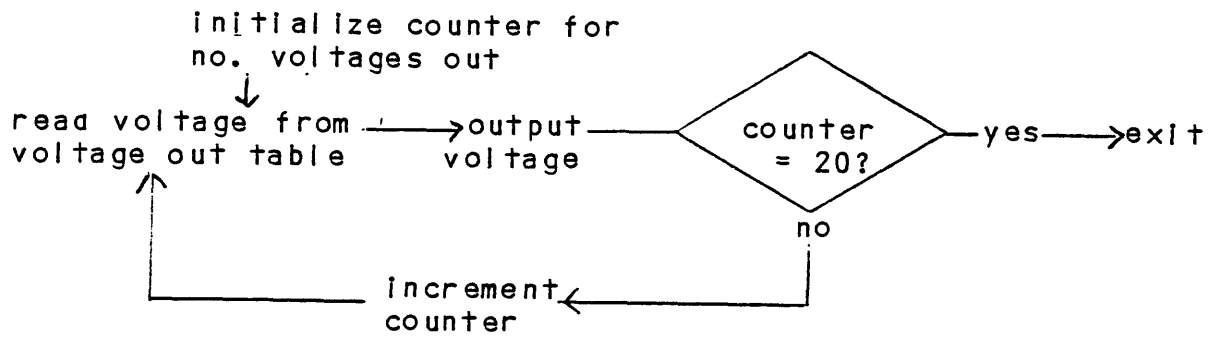 initialize counter for
no. voltages out
read voltage from
voltage out table
output
voltage
counter
= 20?
yes
exit
no
increment
counter